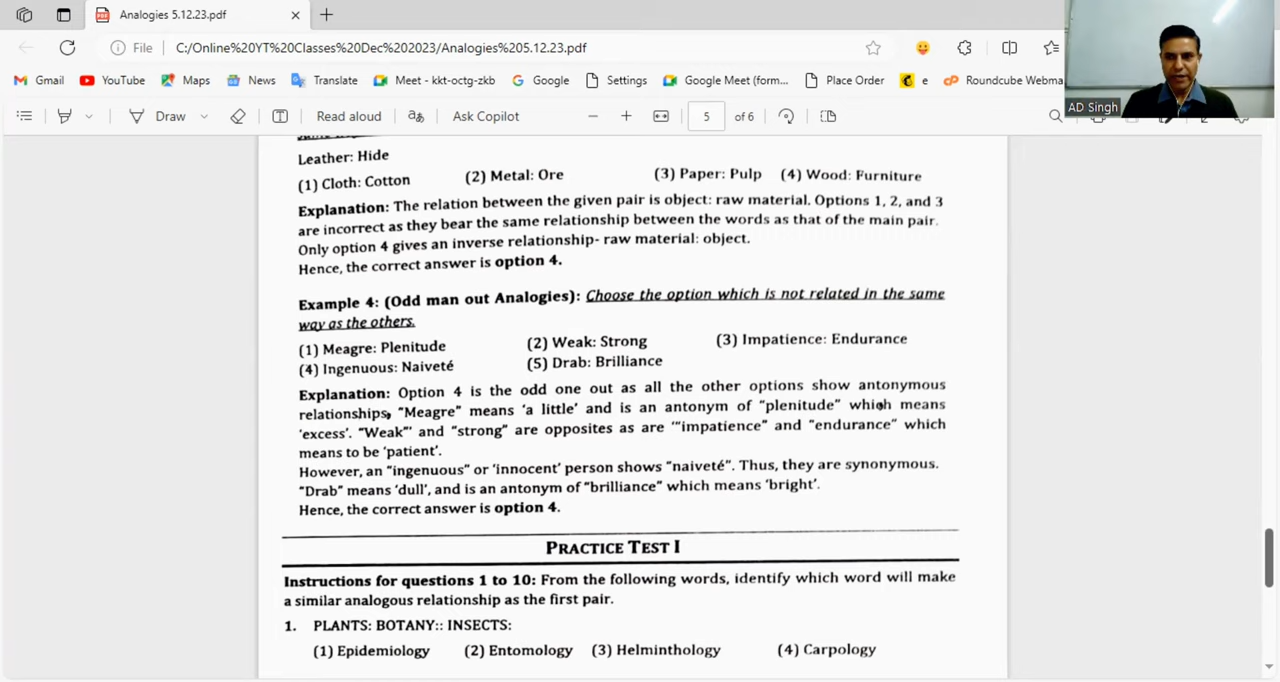 Analogies 5.12.23.pdf
File C:/Online%20YT%20Classes%20Dec%202023/Analogies%205.12.23.pdf
Gmail YouTube Maps News Translate Meet - kkt-octg-zxb Google Settings Google Meet (form... Place Order e Roundcube Webma
Draw Read aloud Ask Copilot 5 of 6
AD Singh
Leather: Hide
(1) Cloth: Cotton (2) Metal: Ore (3) Paper: Pulp (4) Wood: Furniture
Explanation: The relation between the given pair is object: raw material. Options 1, 2, and 3
are incorrect as they bear the same relationship between the words as that of the main pair.
Only option 4 gives an inverse relationship- raw material: object.
Hence, the correct answer is option 4.
Example 4: (Odd man out Analogies): Choose the option which is not related in the same
way as the others.
(1) Meagre: Plenitude (2) Weak: Strong (3) Impatience: Endurance
(4) Ingenuous: Naiveté (5) Drab: Brilliance
Explanation: Option 4 is the odd one out as all the other options show antonymous
relationships, “Meagre” means ‘a little’ and is an antonym of “plenitude” which means
‘excess’. “Weak”’ and “strong” are opposites as are ‘“impatience” and “endurance” which
means to be ‘patient’.
However, an “ingenuous” or ‘innocent’ person shows “naiveté”. Thus, they are synonymous.
“Drab” means ‘dull’, and is an antonym of “brilliance” which means ‘bright’.
Hence, the correct answer is option 4.
PRACTICE TEST I
Instructions for questions 1 to 10: From the following words, identify which word will make
a similar analogous relationship as the first pair.
1. PLANTS: BOTANY:: INSECTS:
(1) Epidemiology (2) Entomology (3) Helminthology (4) Carpology